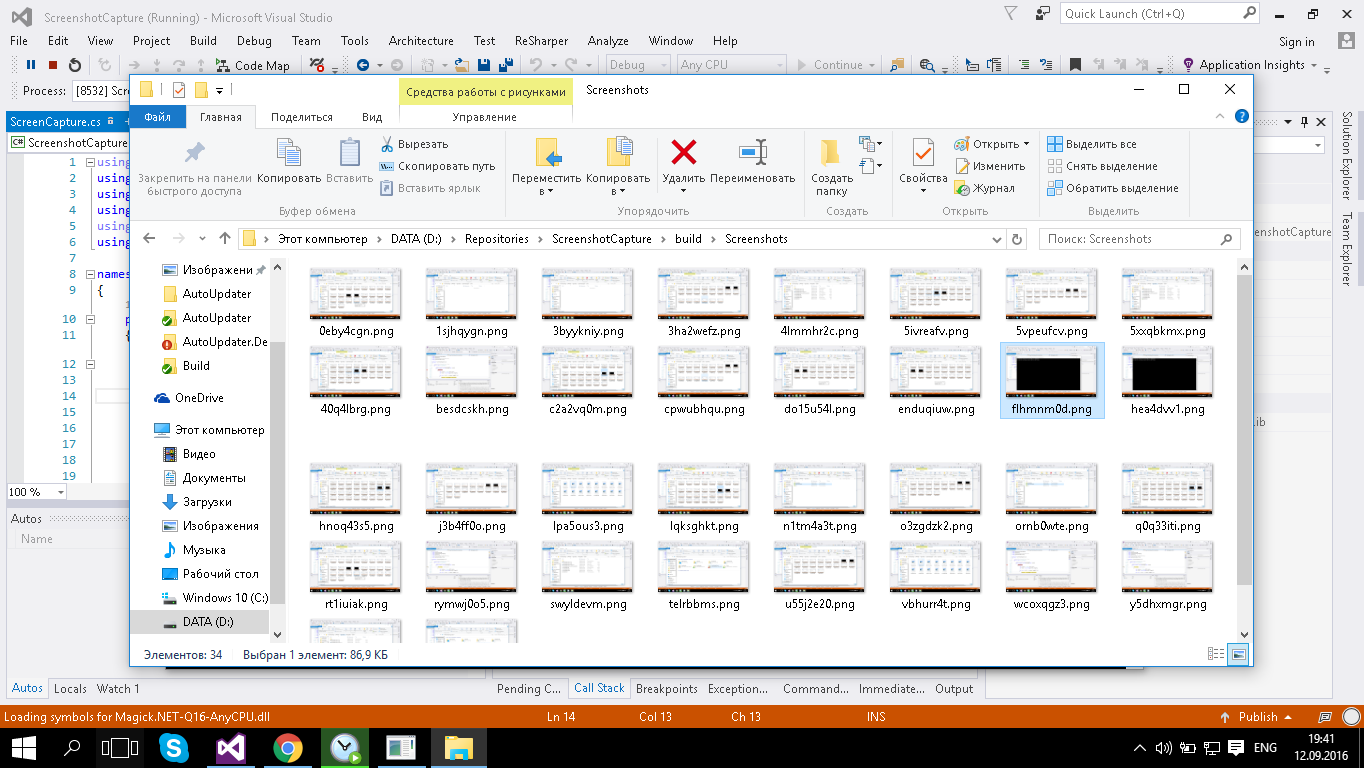 ScreenshotCapture (Running) - Microsoft Visual Studio
Quick Launch (Ctrl+Q)
File Edit View Project Build Debug Team Tools Architecture Test ReSharper Analyze Window Help
Sign in
Code Map
Debug Any CPU Continue Application Insights
Process: [8532] Scre
Средства работы с рисунками Screenshots
Файл Главная Поделиться Вид Управление
ScreenCapture.cs
ScreenshotCapture
Закрепить на панели быстрого доступа
Копировать
Вставить
Вырезать
Скопировать путь
Вставить ярлык
Буфер обмена
Переместить в
Копировать в
Удалить
Переименовать
Упорядочить
Создать папку
Создать
Свойства
Открыть
Изменить
Журнал
Открыть
Выделить все
Снять выделение
Обратить выделение
Выделить
Solution Explorer
Team Explorer
Этот компьютер DATA (D:) Repositories ScreenshotCapture build Screenshots
Поиск: Screenshots
1 using
2 using
3 using
4 using
5 using
6 using
7
8 names
9 {
10 p
11 {
12
13
14
15
16
17
18
19
100 %
Autos
Name
Изображени
AutoUpdater
AutoUpdater
AutoUpdater.De
Build
OneDrive
Этот компьютер
Видео
Документы
Загрузки
Изображения
Музыка
Рабочий стол
Windows 10 (C:)
DATA (D:)
0eby4cgn.png 1sjhqygn.png 3byykniy.png 3ha2wefz.png 4lmmhr2c.png 5ivreafv.png 5vpeufcv.png 5xxqbkmx.png
40q4lbrg.png besdcskh.png c2a2vq0m.png cpwubhqu.png do15u54l.png enduqiuw.png flhmnm0d.png hea4dvv1.png
hnoq43s5.png j3b4ff0o.png lpa5ous3.png lqksghkt.png n1tm4a3t.png o3zgdzk2.png ornb0wte.png q0q33iti.png
rt1iuiak.png rymwj0o5.png swyldevm.png telrbbms.png u55j2e20.png vbhurr4t.png wcoxqgz3.png y5dhxmgr.png
enshotCapture
Lib
Элементов: 34 Выбран 1 элемент: 86,9 КБ
Autos Locals Watch 1
Pending C... Call Stack Breakpoints Exception... Command... Immediate... Output
Loading symbols for Magick.NET-Q16-AnyCPU.dll Ln 14 Col 13 Ch 13 INS Publish
ENG
19:41
12.09.2016